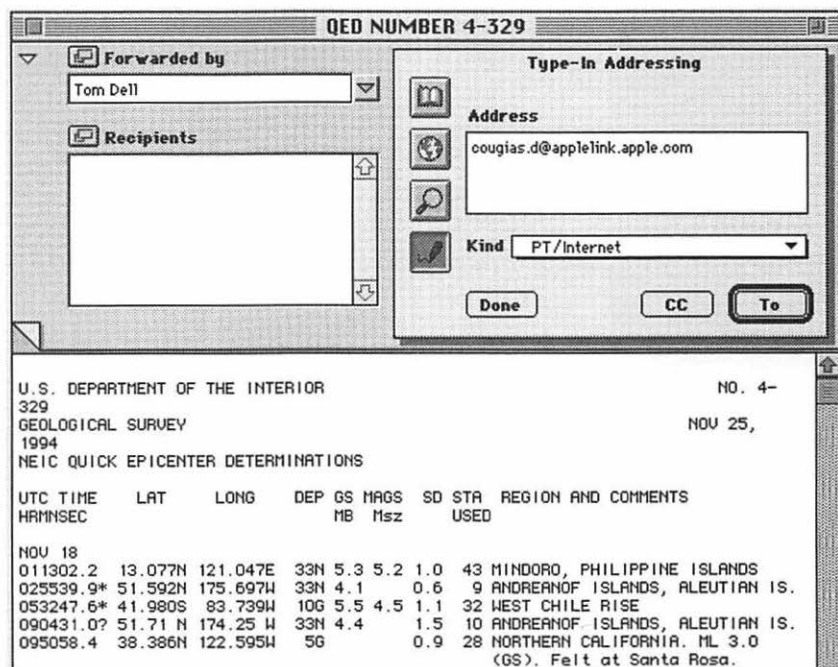 QED NUMBER 4-329
Forwarded by
Tom Dell
Recipients
Type-In Addressing
Address
cougias.d@applelink.apple.com
Kind PT/Internet
Done CC To
U.S. DEPARTMENT OF THE INTERIOR NO. 4-
329
GEOLOGICAL SURVEY NOV 25,
1994
NEIC QUICK EPICENTER DETERMINATIONS
UTC TIME LAT LONG DEP GS MAGS SD STA REGION AND COMMENTS
HRMNSEC MB Msz USED
NOV 18
011302.2 13.077N 121.047E 33N 5.3 5.2 1.0 43 MINDORO, PHILIPPINE ISLANDS
025539.9* 51.592N 175.697W 33N 4.1 0.6 9 ANDREANOF ISLANDS, ALEUTIAN IS.
053247.6* 41.980S 83.739W 10G 5.5 4.5 1.1 32 WEST CHILE RISE
090431.0? 51.71 N 174.25 W 33N 4.4 1.5 10 ANDREANOF ISLANDS, ALEUTIAN IS.
095058.4 38.386N 122.595W 5G 0.9 28 NORTHERN CALIFORNIA. ML 3.0
(GS). Felt at Santa Rosa.